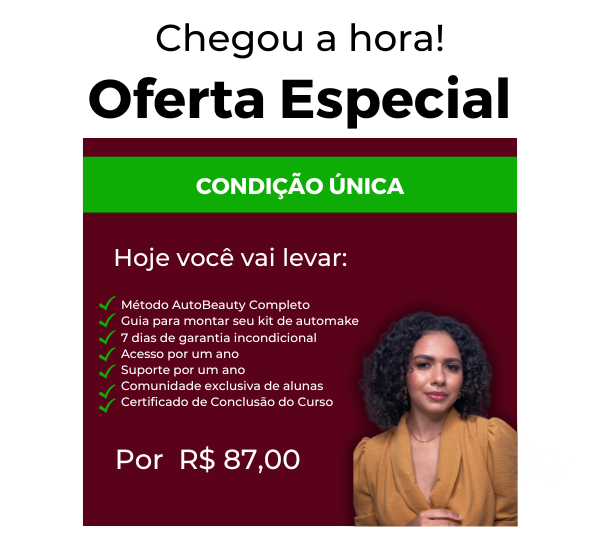 Chegou a hora!
Oferta Especial
CONDIÇÃO ÚNICA
Hoje você vai levar:
Método AutoBeauty Completo
Guia para montar seu kit de automake
7 dias de garantia incondicional
Acesso por um ano
Suporte por um ano
Comunidade exclusiva de alunas
Certificado de Conclusão do Curso
Por R$ 87,00